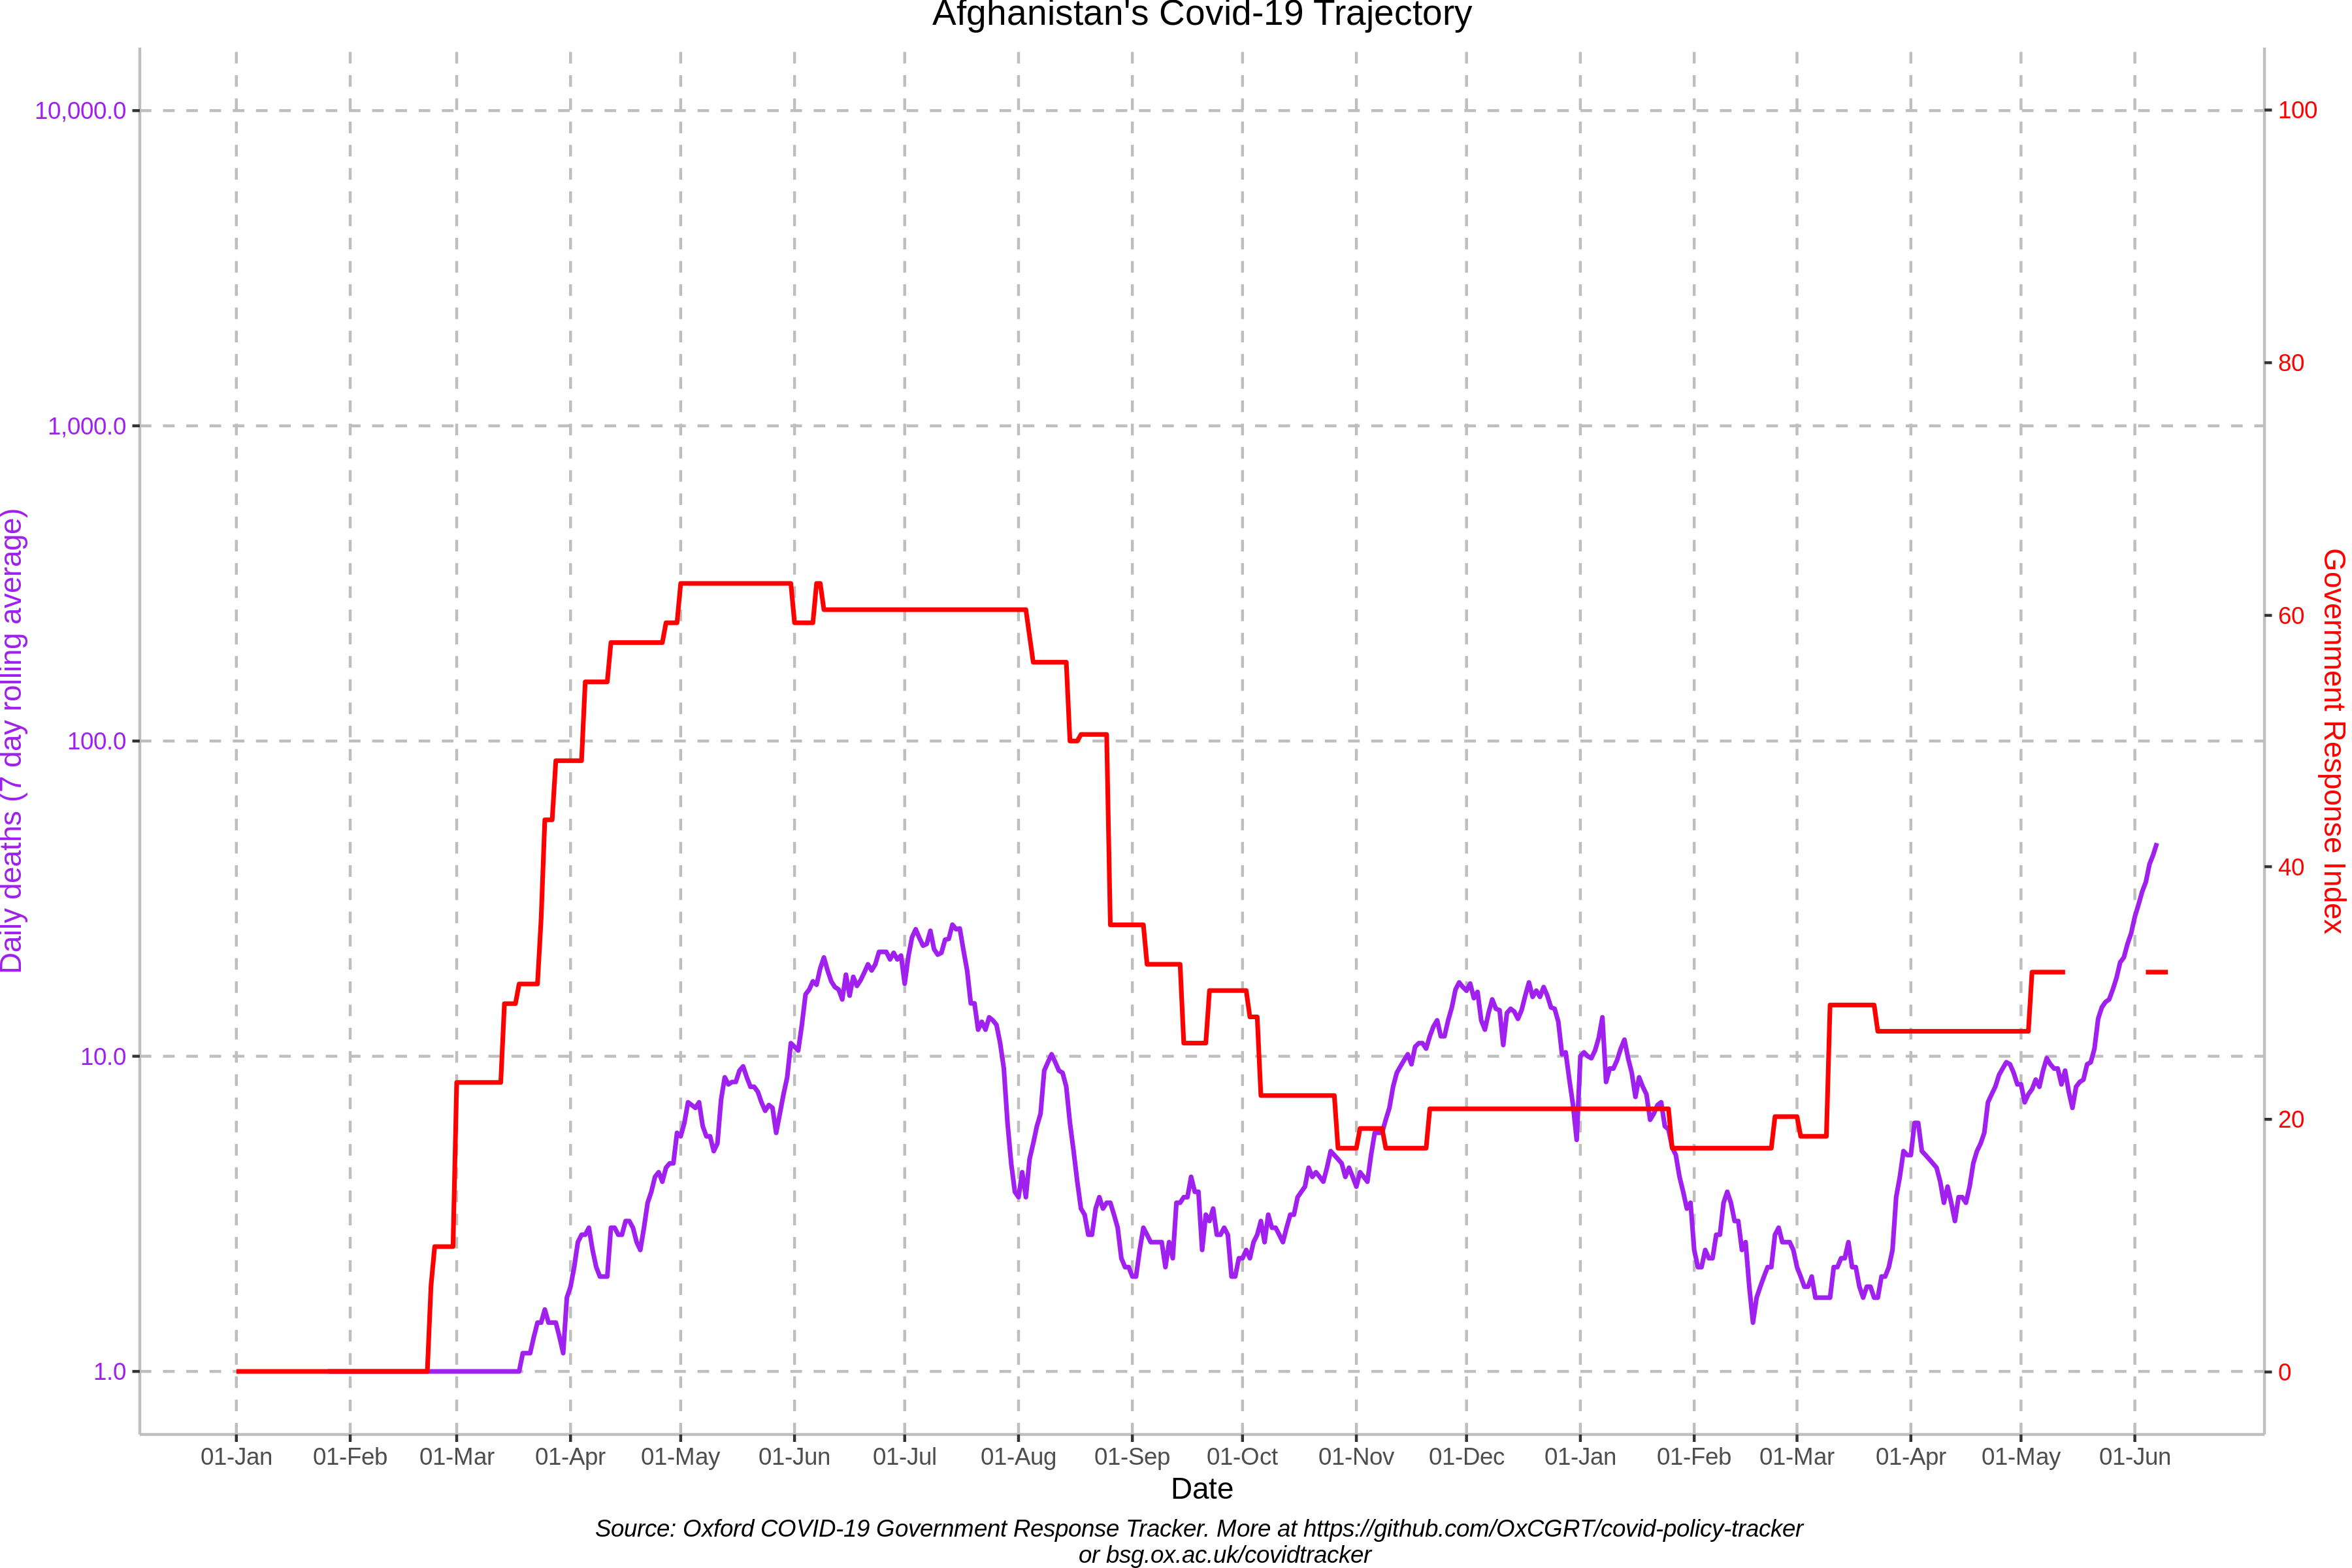 Afghanistan's Covid-19 Trajectory
10,000.0
1,000.0
100.0
10.0
1.0
Daily deaths (7 day rolling average)
100
80
60
40
20
0
Government Response Index
01-Jan
01-Feb
01-Mar
01-Apr
01-May
01-Jun
01-Jul
01-Aug
01-Sep
01-Oct
01-Nov
01-Dec
01-Jan
01-Feb
01-Mar
01-Apr
01-May
01-Jun
Date
Source: Oxford COVID-19 Government Response Tracker. More at https://github.com/OxCGRT/covid-policy-tracker
or bsg.ox.ac.uk/covidtracker